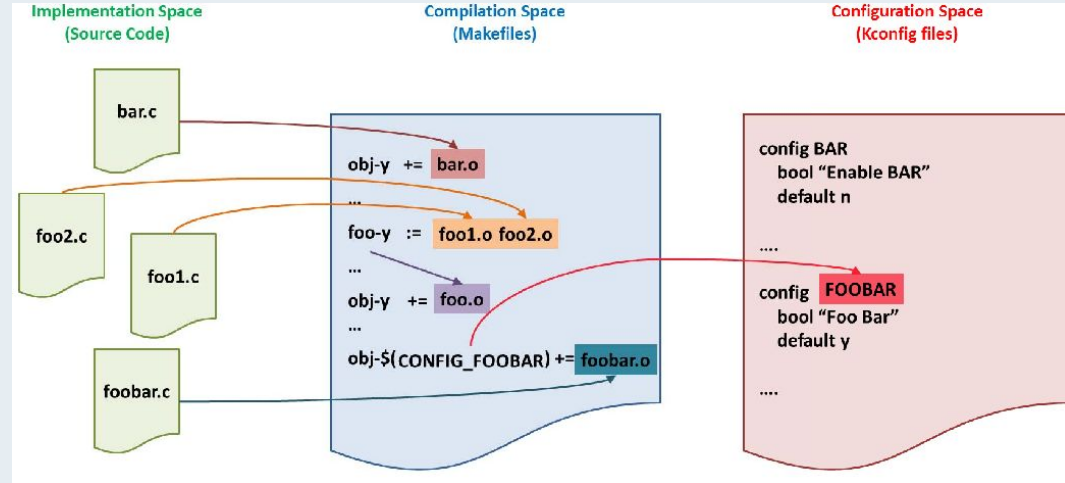 Implementation Space
(Source Code)
Compilation Space
(Makefiles)
Configuration Space
(Kconfig files)
bar.c
foo2.c
foo1.c
foobar.c
obj-y += bar.o
...
foo-y := foo1.o foo2.o
...
obj-y += foo.o
...
obj-$(CONFIG_FOOBAR) += foobar.o
config BAR
bool “Enable BAR”
default n
....
config FOOBAR
bool “Foo Bar”
default y
....